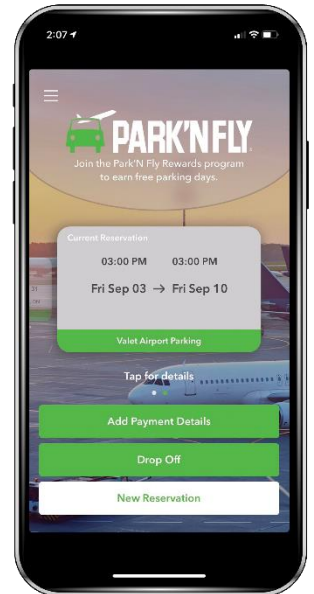 2:07
PARK'N FLY
Join the Park'N Fly Rewards program
to earn free parking days.
Current Reservation
03:00 PM 03:00 PM
Fri Sep 03 → Fri Sep 10
Valet Airport Parking
Tap for details
Add Payment Details
Drop Off
New Reservation